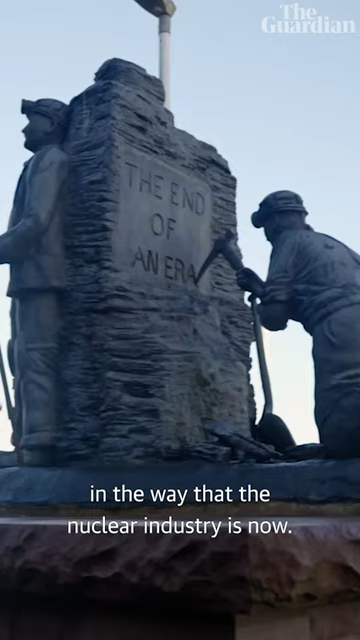 The
Guardian
THE END
OF
AN ERA
in the way that the
nuclear industry is now.